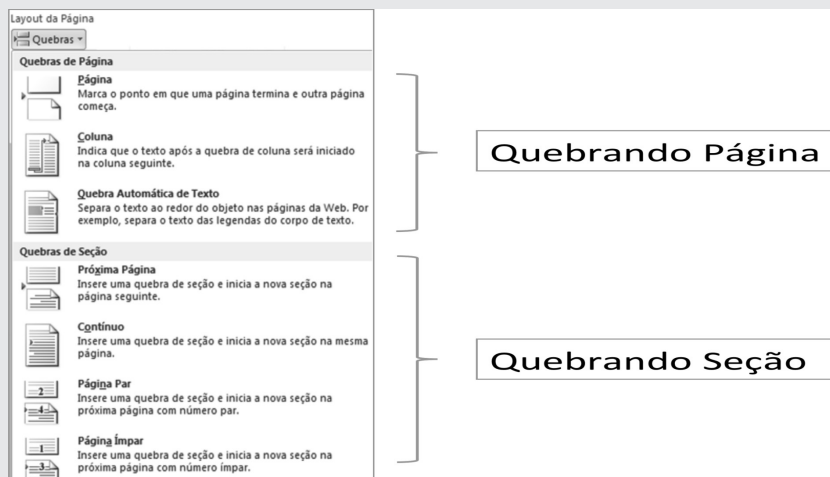 Layout da Página
Quebras
Quebras de Página
Página
Marca o ponto em que uma página termina e outra página
começa.
Coluna
Indica que o texto após a quebra de coluna será iniciado
na coluna seguinte.
Quebra Automática de Texto
Separa o texto ao redor do objeto nas páginas da Web. Por
exemplo, separa o texto das legendas do corpo de texto.
Quebrando Página
Quebras de Seção
Próxima Página
Insere uma quebra de seção e inicia a nova seção na
página seguinte.
Contínuo
Insere uma quebra de seção e inicia a nova seção na mesma
página.
2
4
Página Par
Insere uma quebra de seção e inicia a nova seção na
próxima página com número par.
1
3
Página Ímpar
Insere uma quebra de seção e inicia a nova seção na
próxima página com número ímpar.
Quebrando Seção